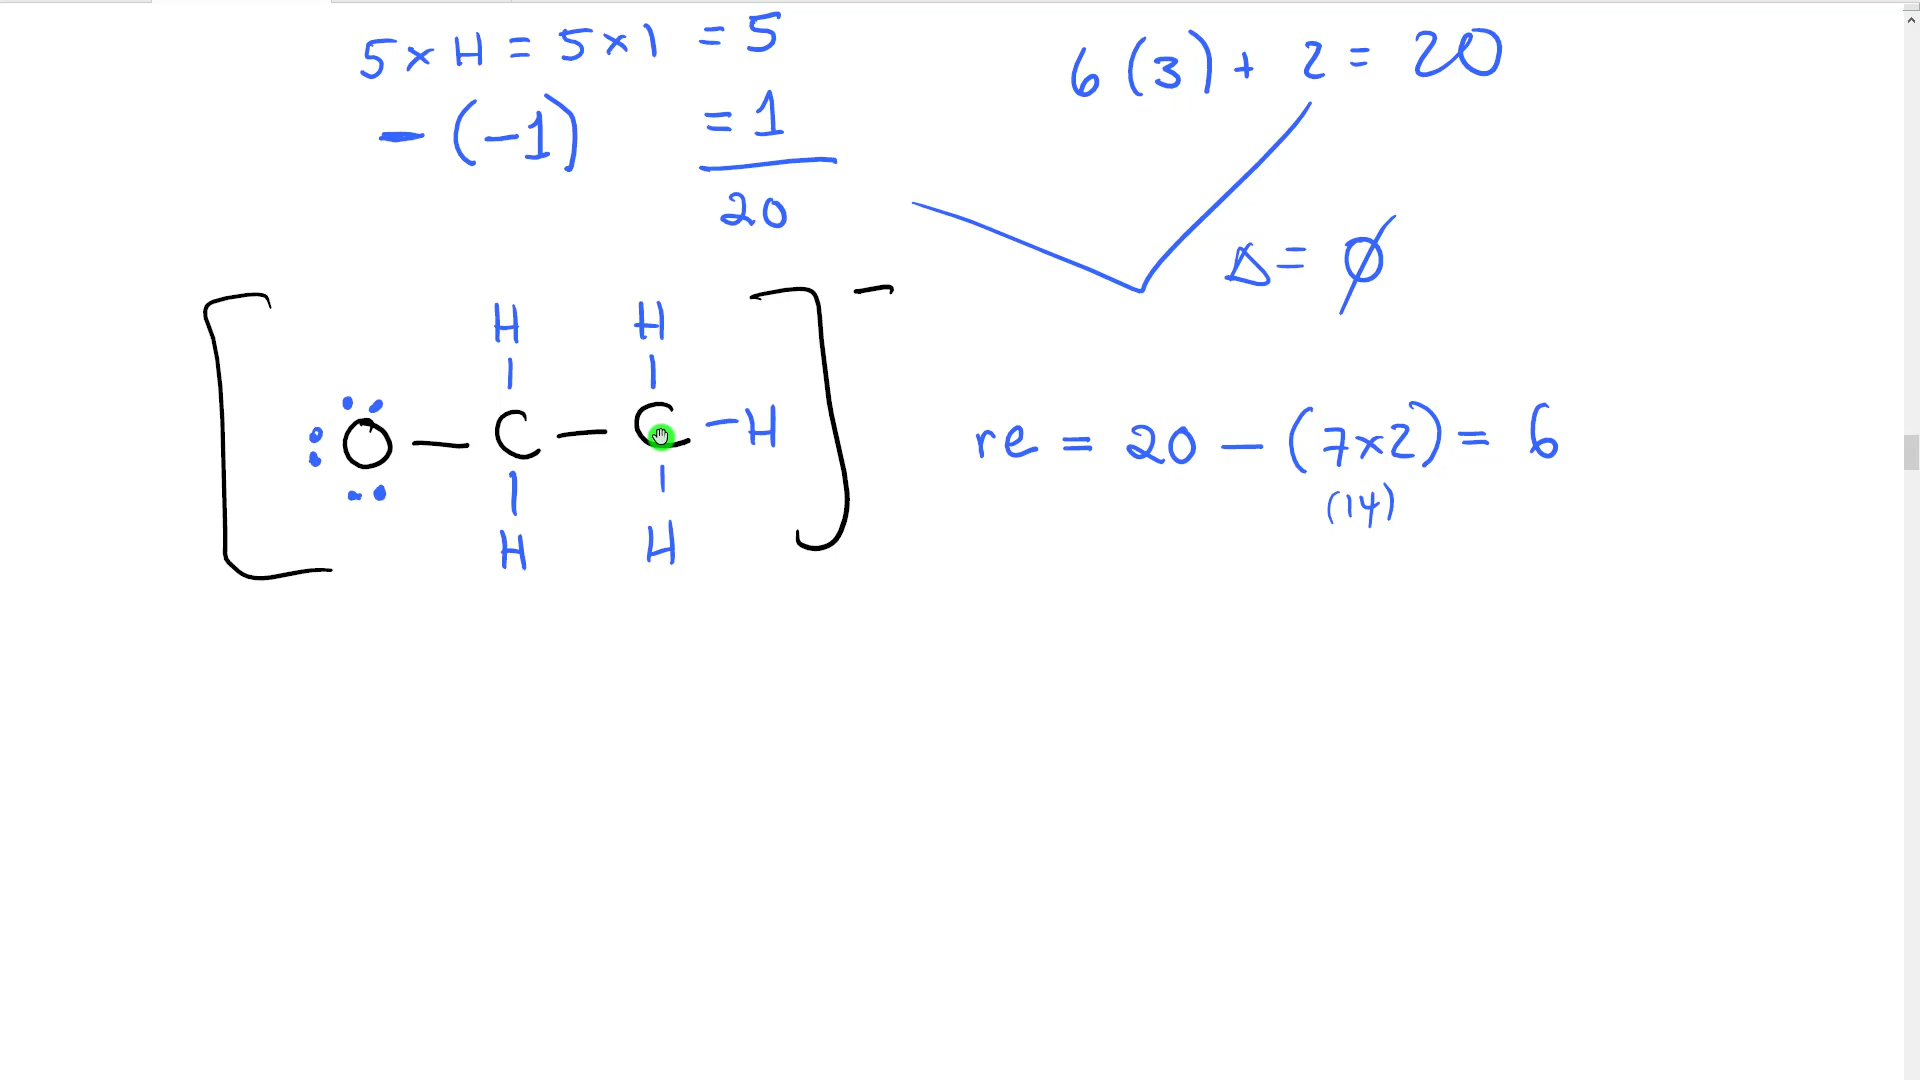 5 × H = 5 × 1 = 5
- (-1) = 1
20
6 (3) + 2 = 20
Δ = ∅
[ ] −
H H
O — C — C — H
H H
re = 20 — (7×2) = 6
(14)